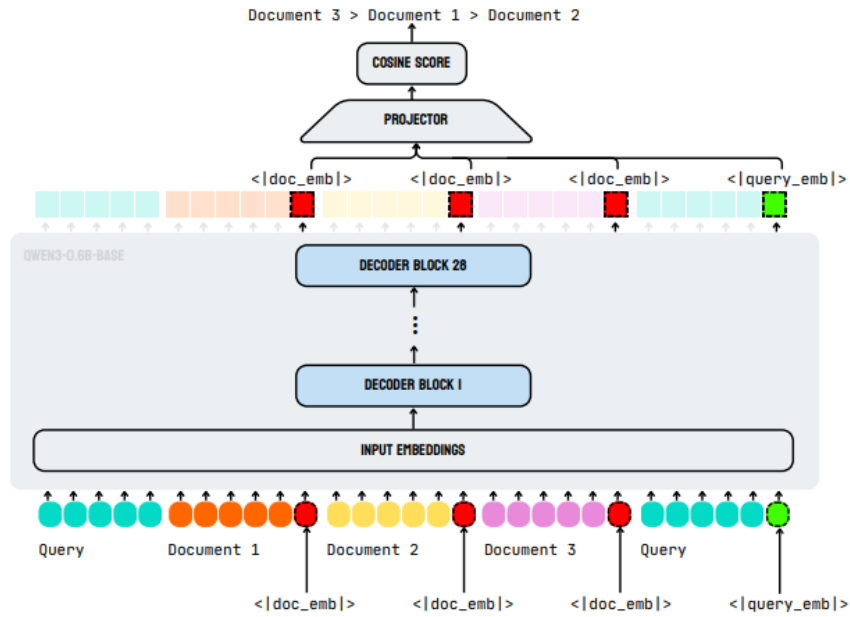 Document 3 > Document 1 > Document 2
COSINE SCORE
PROJECTOR
<|doc_emb|> <|doc_emb|> <|doc_emb|> <|query_emb|>
QWEN3-0.6B-BASE
DECODER BLOCK 28
DECODER BLOCK 1
INPUT EMBEDDINGS
Query Document 1 Document 2 Document 3 Query
<|doc_emb|> <|doc_emb|> <|doc_emb|> <|query_emb|>